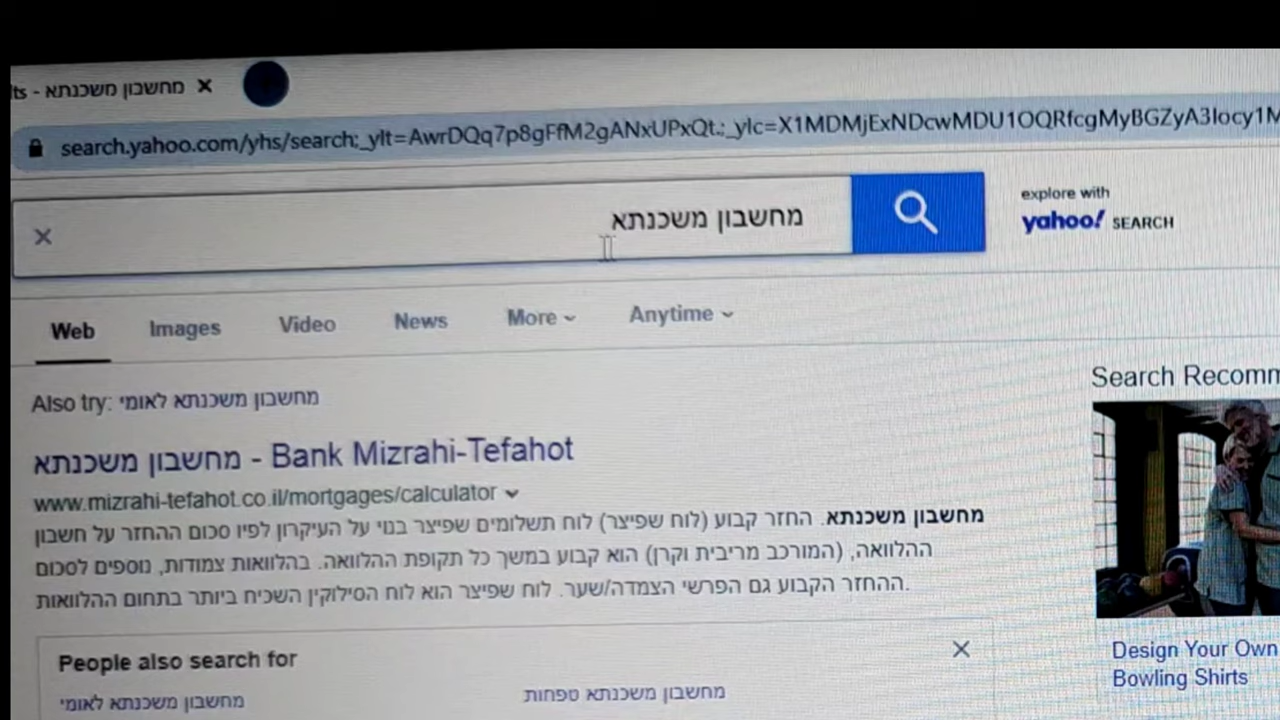 lts - מחשבון משכנתא
search.yahoo.com/yhs/search;_ylt=AwrDQq7p8gFfM2gANxUPxQt.;_ylc=X1MDMjExNDcwMDU1OQRfcgMyBGZyA3locy1M
מחשבון משכנתא
explore with
yahoo! SEARCH
Web Images Video News More Anytime
Also try: מחשבון משכנתא לאומי
Search Recomm
מחשבון משכנתא - Bank Mizrahi-Tefahot
www.mizrahi-tefahot.co.il/mortgages/calculator
מחשבון משכנתא. החזר קבוע (לוח שפיצר) לוח תשלומים שפיצר בנוי על העיקרון לפיו סכום ההחזר על חשבון
ההלוואה, (המורכב מריבית וקרן) הוא קבוע במשך כל תקופת ההלוואה. בהלוואות צמודות, נוספים לסכום
ההחזר הקבוע גם הפרשי הצמדה/שער. לוח שפיצר הוא לוח הסילוקין השכיח ביותר בתחום ההלוואות.
Design Your Own
Bowling Shirts
People also search for
מחשבון משכנתא לאומי
מחשבון משכנתא טפחות